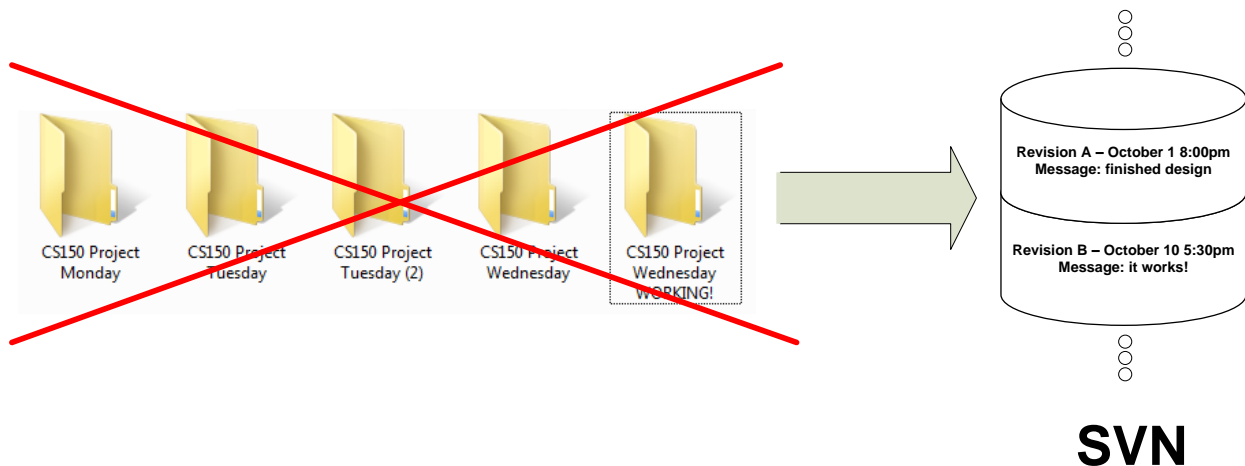 CS150 Project
Monday
CS150 Project
Tuesday
CS150 Project
Tuesday (2)
CS150 Project
Wednesday
CS150 Project
Wednesday
WORKING!
Revision A – October 1 8:00pm
Message: finished design
Revision B – October 10 5:30pm
Message: it works!
SVN